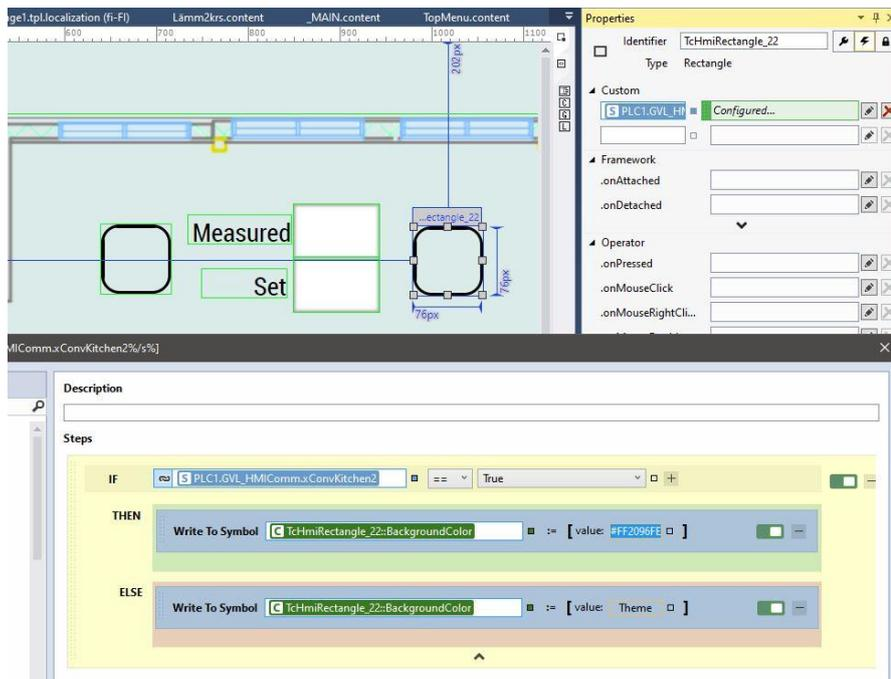 age1.tpl.localization (fi-FI) Lämm2krs.content _MAIN.content TopMenu.content
600 800 900 1000 1100
202px
...ectangle_22
Measured
Set
76px
76px
Properties
Identifier TcHmiRectangle_22
Type Rectangle
Custom
S PLC1.GVL_HM Configured...
Framework
.onAttached
.onDetached
Operator
.onPressed
.onMouseClick
.onMouseRightCli...
MIComm.xConvKitchen2%/s%]
Description
Steps
IF S PLC1.GVL_HMIComm.xConvKitchen2 == True
THEN
Write To Symbol C TcHmiRectangle_22::BackgroundColor := [ value: #FF2096FE ]
ELSE
Write To Symbol C TcHmiRectangle_22::BackgroundColor := [ value: Theme ]